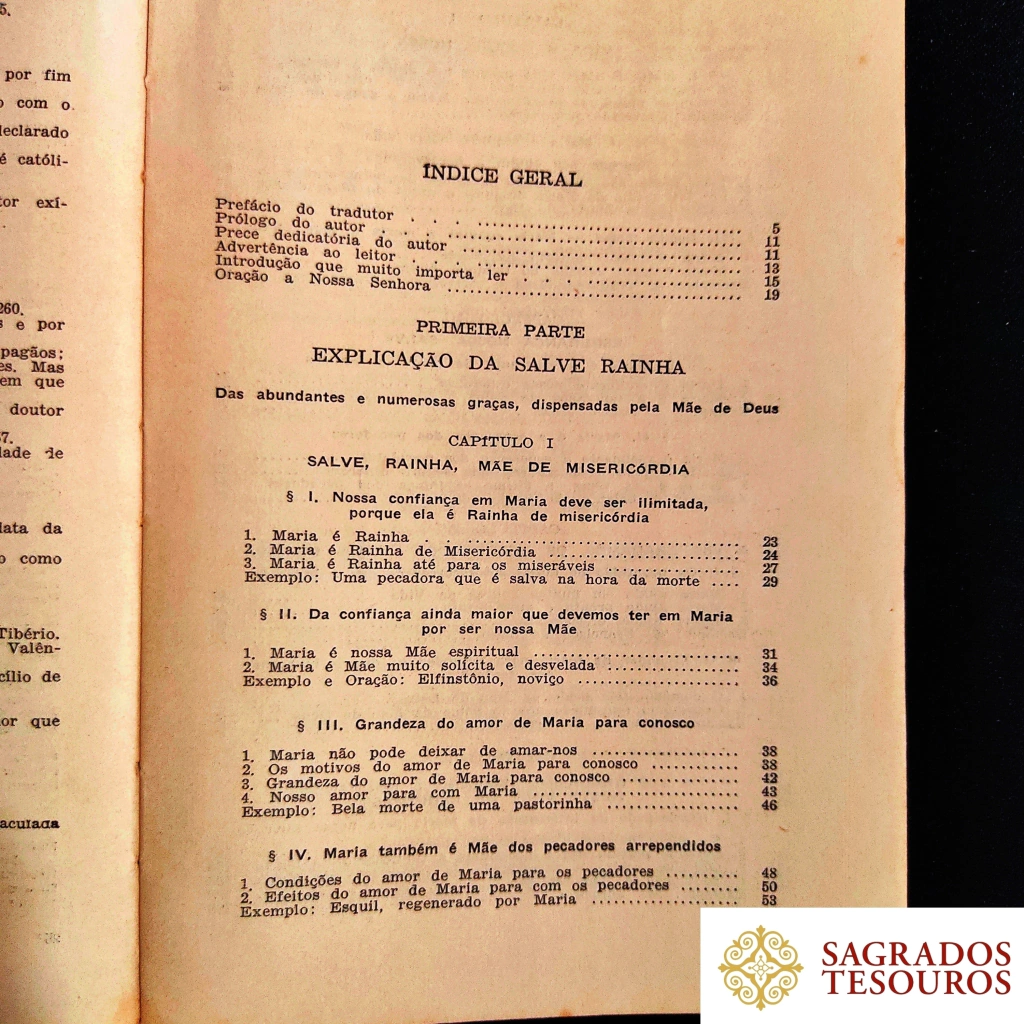 5.
por fim
o com o
declarado
é católi-
tor exí-
260.
s e por
pagãos;
es. Mas
em que
doutor
57.
dade de
data da
o como
Tibério.
Valên-
cílio de
or que
aculada
ÍNDICE GERAL
Prefácio do tradutor . . . .................................... 5
Prólogo do autor . . . .................................... 11
Prece dedicatória do autor .................................... 11
Advertência ao leitor . . . .................................... 13
Introdução que muito importa ler . . . .................... 15
Oração a Nossa Senhora .................................... 19
PRIMEIRA PARTE
EXPLICAÇÃO DA SALVE RAINHA
Das abundantes e numerosas graças, dispensadas pela Mãe de Deus
CAPÍTULO I
SALVE, RAINHA, MÃE DE MISERICÓRDIA
§ I. Nossa confiança em Maria deve ser ilimitada,
porque ela é Rainha de misericórdia
1. Maria é Rainha . . .................................... 23
2. Maria é Rainha de Misericórdia ........................ 24
3. Maria é Rainha até para os miseráveis ................ 27
Exemplo: Uma pecadora que é salva na hora da morte .... 29
§ II. Da confiança ainda maior que devemos ter em Maria
por ser nossa Mãe
1. Maria é nossa Mãe espiritual ........................ 31
2. Maria é Mãe muito solícita e desvelada ................ 34
Exemplo e Oração: Elfinstônio, noviço .................... 36
§ III. Grandeza do amor de Maria para conosco
1. Maria não pode deixar de amar-nos .................... 38
2. Os motivos do amor de Maria para conosco ............ 38
3. Grandeza do amor de Maria para conosco ............ 42
4. Nosso amor para com Maria ........................ 43
Exemplo: Bela morte de uma pastorinha ................ 46
§ IV. Maria também é Mãe dos pecadores arrependidos
1. Condições do amor de Maria para os pecadores .......... 48
2. Efeitos do amor de Maria para com os pecadores ........ 50
Exemplo: Esquil, regenerado por Maria .................... 53
SAGRADOS
TESOUROS